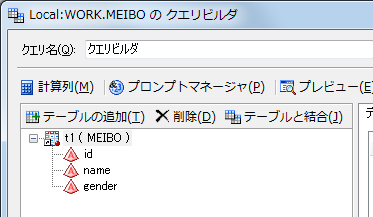 Local:WORK.MEIBO の クエリビルダ
クエリ名(Q): クエリビルダ
計算列(M) プロンプトマネージャ(P) プレビュー(E)
テーブルの追加(T) 削除(D) テーブルと結合(J)
t1 ( MEIBO )
id
name
gender